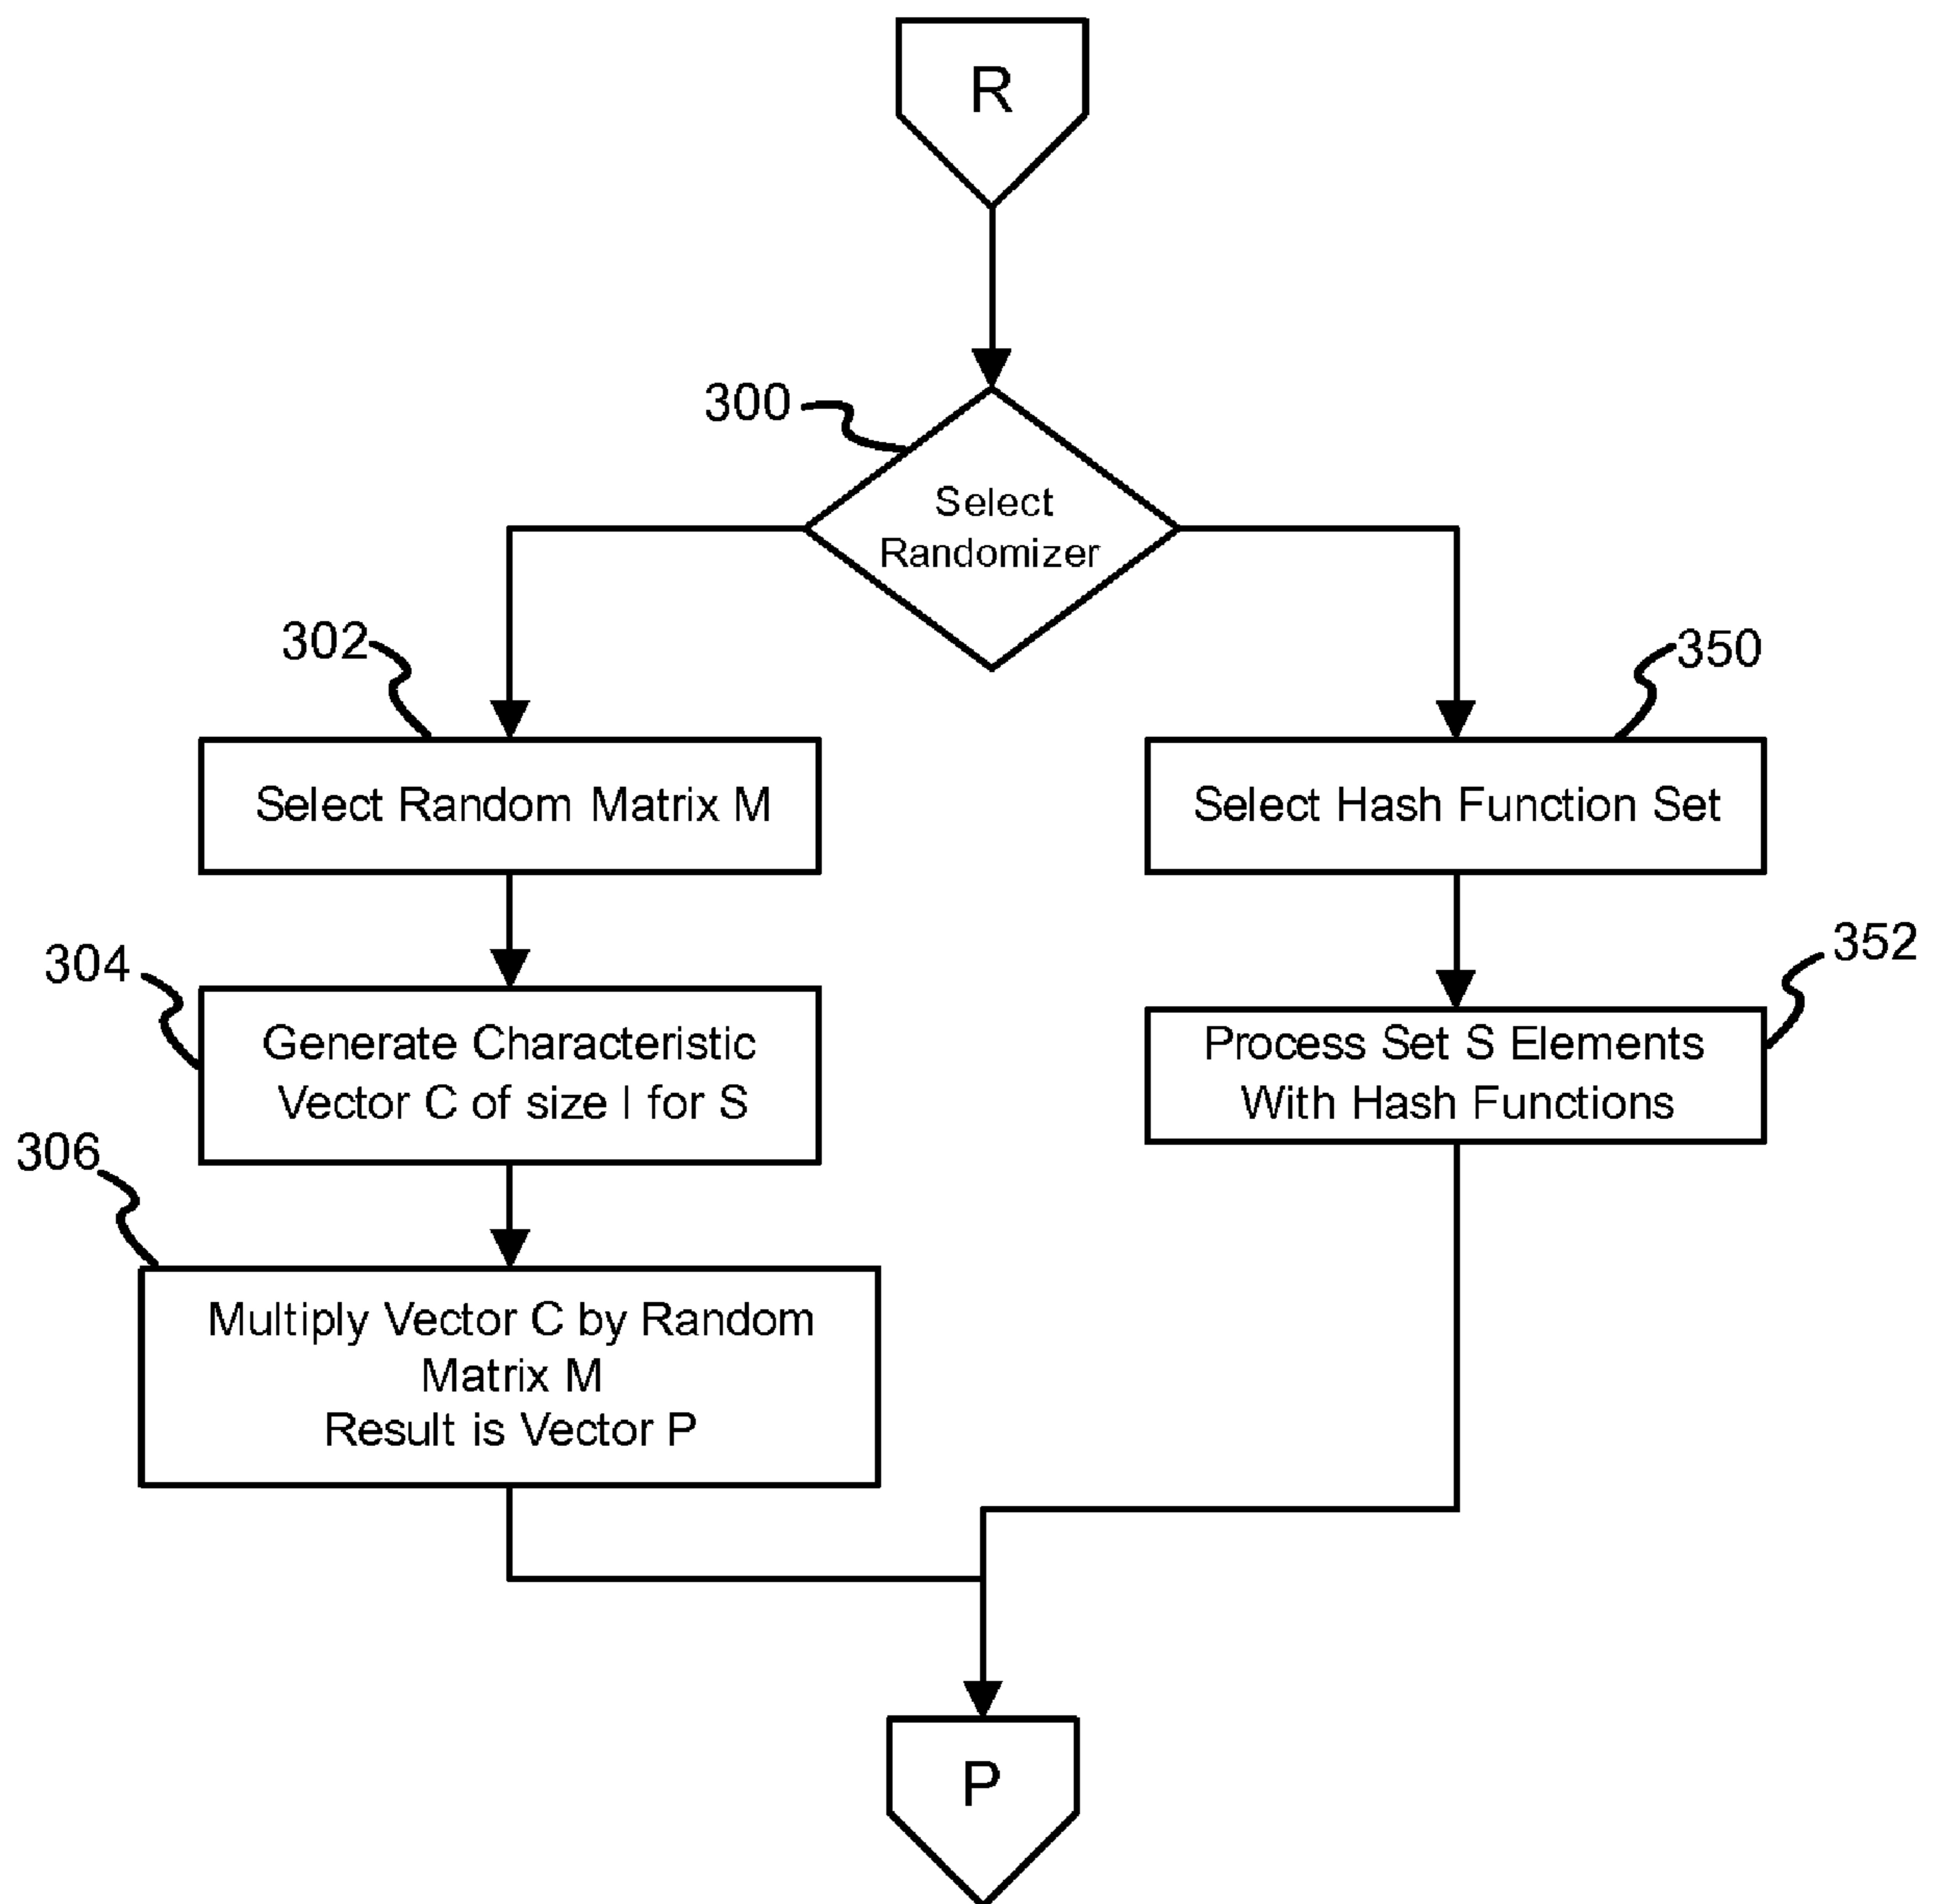 R
300
Select
Randomizer
302
350
Select Random Matrix M
Select Hash Function Set
304
352
Generate Characteristic
Vector C of size l for S
Process Set S Elements
With Hash Functions
306
Multiply Vector C by Random
Matrix M
Result is Vector P
P